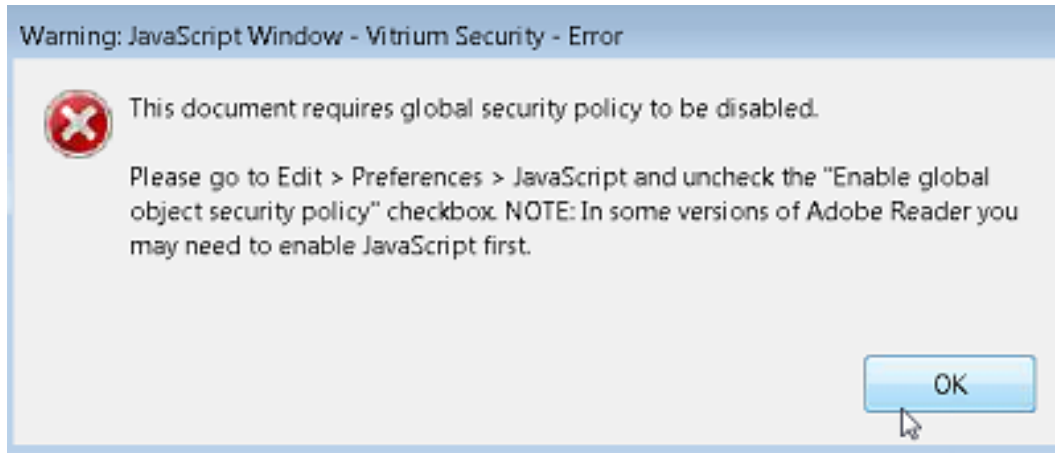 Warning: JavaScript Window - Vitrium Security - Error
This document requires global security policy to be disabled.
Please go to Edit > Preferences > JavaScript and uncheck the "Enable global
object security policy" checkbox. NOTE: In some versions of Adobe Reader you
may need to enable JavaScript first.
OK